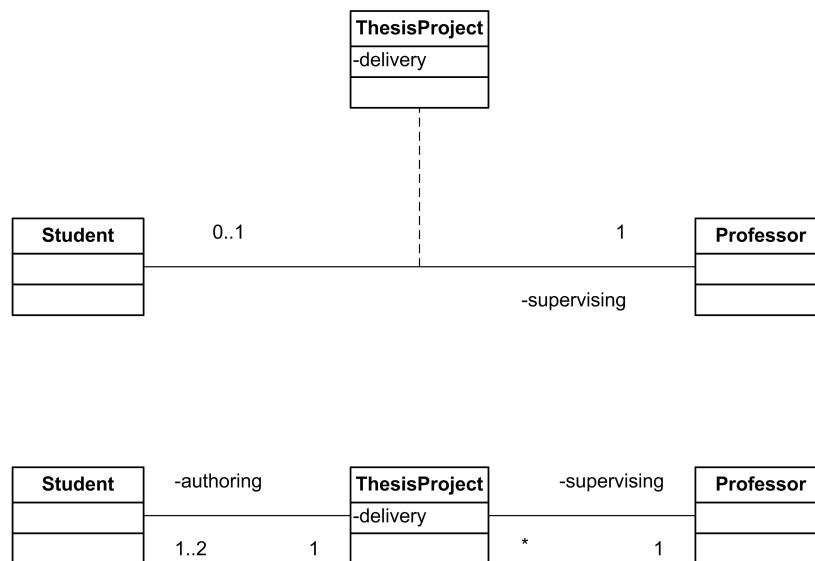 ThesisProject
-delivery
Student
0..1
1
Professor
-supervising
Student
-authoring
ThesisProject
-supervising
Professor
-delivery
1..2
1
*
1